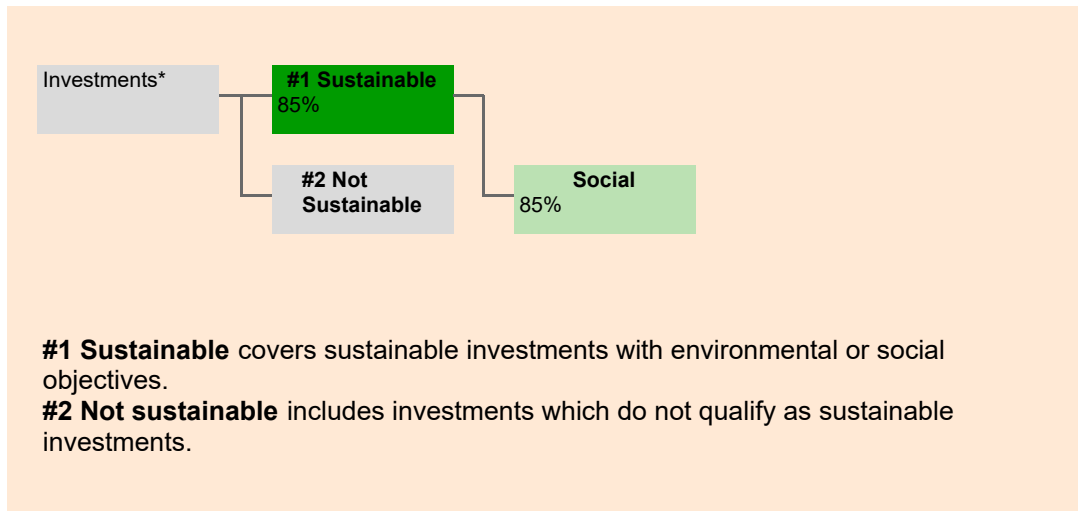 Investments*
#1 Sustainable
85%
#2 Not
Sustainable
Social
85%
#1 Sustainable covers sustainable investments with environmental or social
objectives.
#2 Not sustainable includes investments which do not qualify as sustainable
investments.